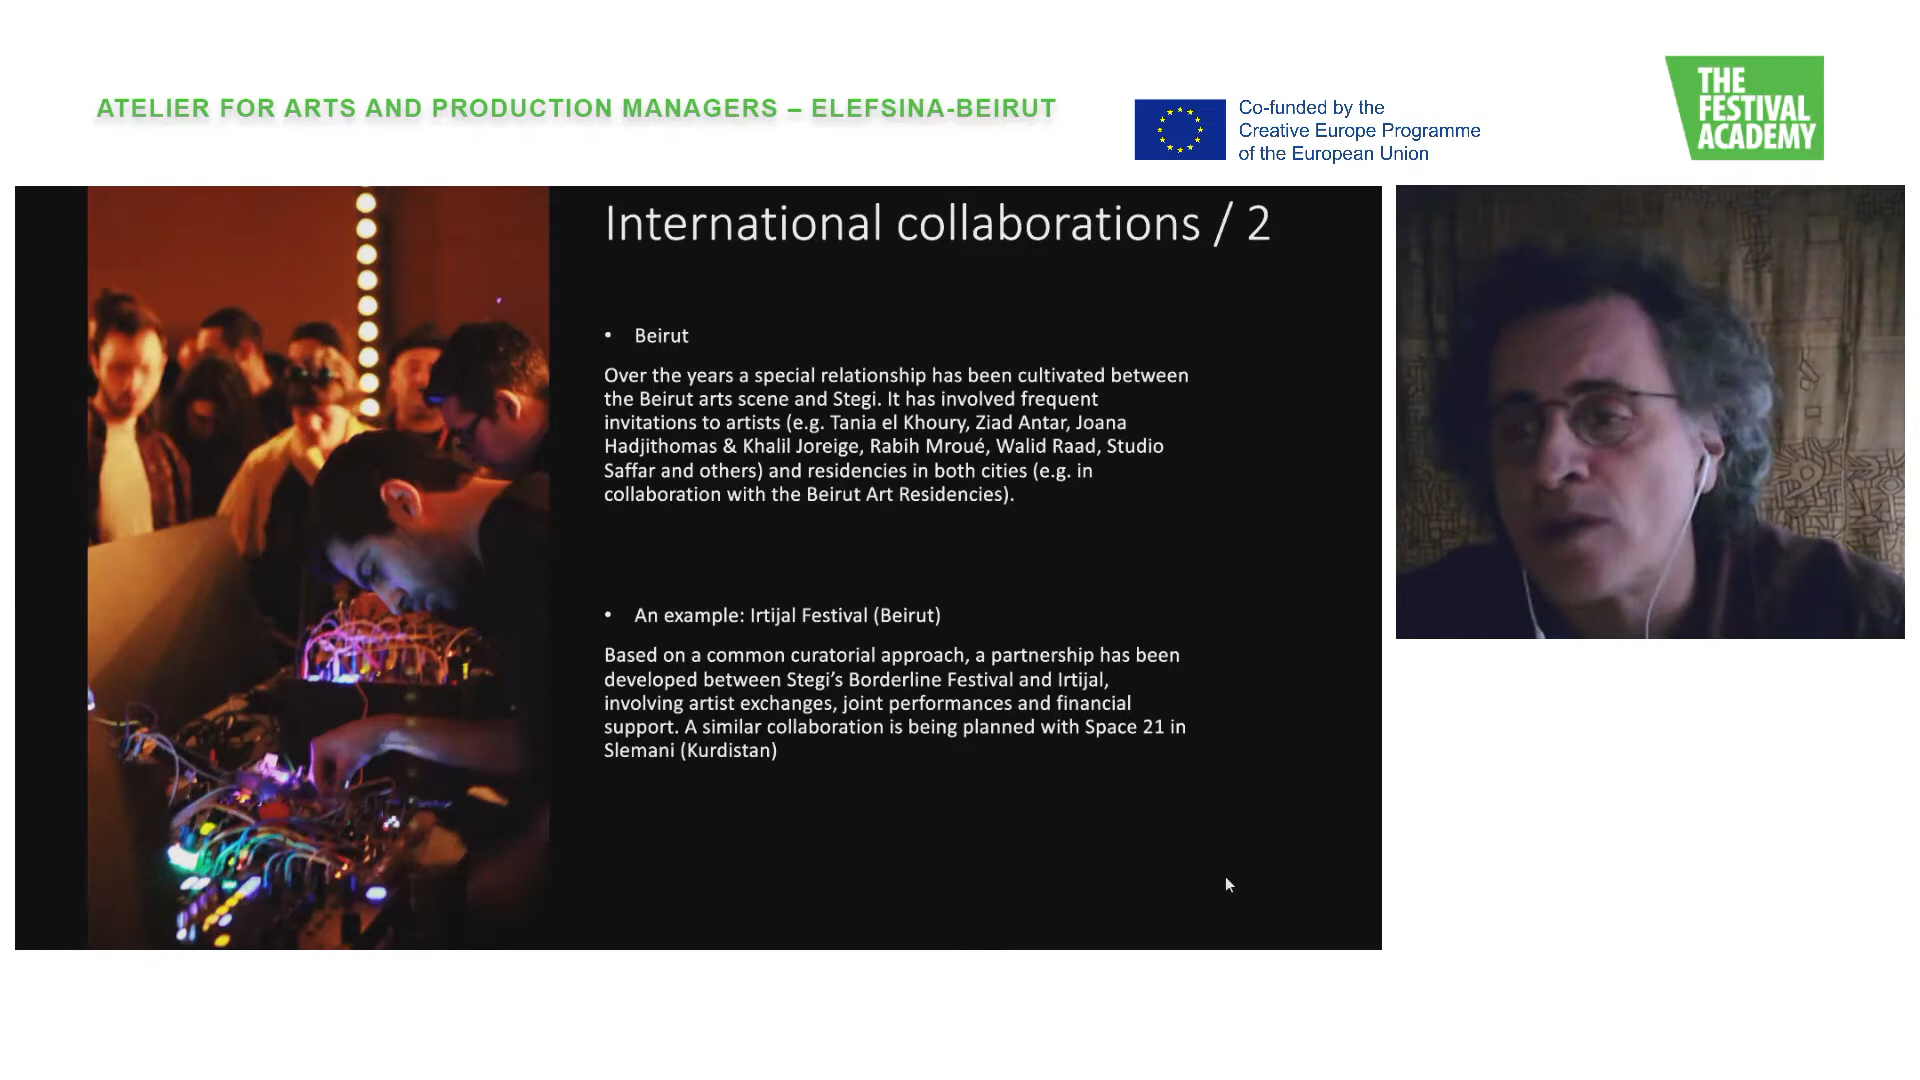 ATELIER FOR ARTS AND PRODUCTION MANAGERS – ELEFSINA-BEIRUT
Co-funded by the
Creative Europe Programme
of the European Union
THE
FESTIVAL
ACADEMY
International collaborations / 2
• Beirut
Over the years a special relationship has been cultivated between
the Beirut arts scene and Stegi. It has involved frequent
invitations to artists (e.g. Tania el Khoury, Ziad Antar, Joana
Hadjithomas & Khalil Joreige, Rabih Mroué, Walid Raad, Studio
Saffar and others) and residencies in both cities (e.g. in
collaboration with the Beirut Art Residencies).
• An example: Irtijal Festival (Beirut)
Based on a common curatorial approach, a partnership has been
developed between Stegi’s Borderline Festival and Irtijal,
involving artist exchanges, joint performances and financial
support. A similar collaboration is being planned with Space 21 in
Slemani (Kurdistan)